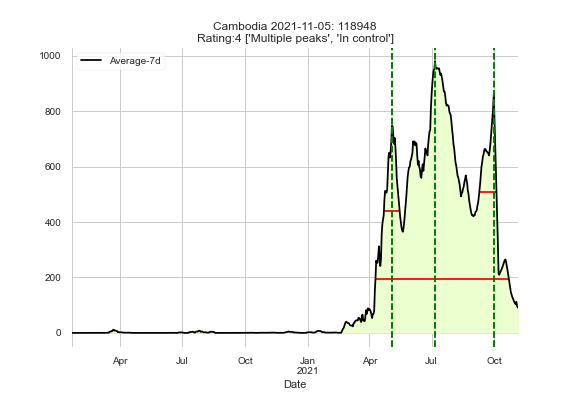 Cambodia 2021-11-05: 118948
Rating:4 ['Multiple peaks', 'In control']
Average-7d
1000
800
600
400
200
0
Apr Jul Oct Jan Apr Jul Oct
2021
Date